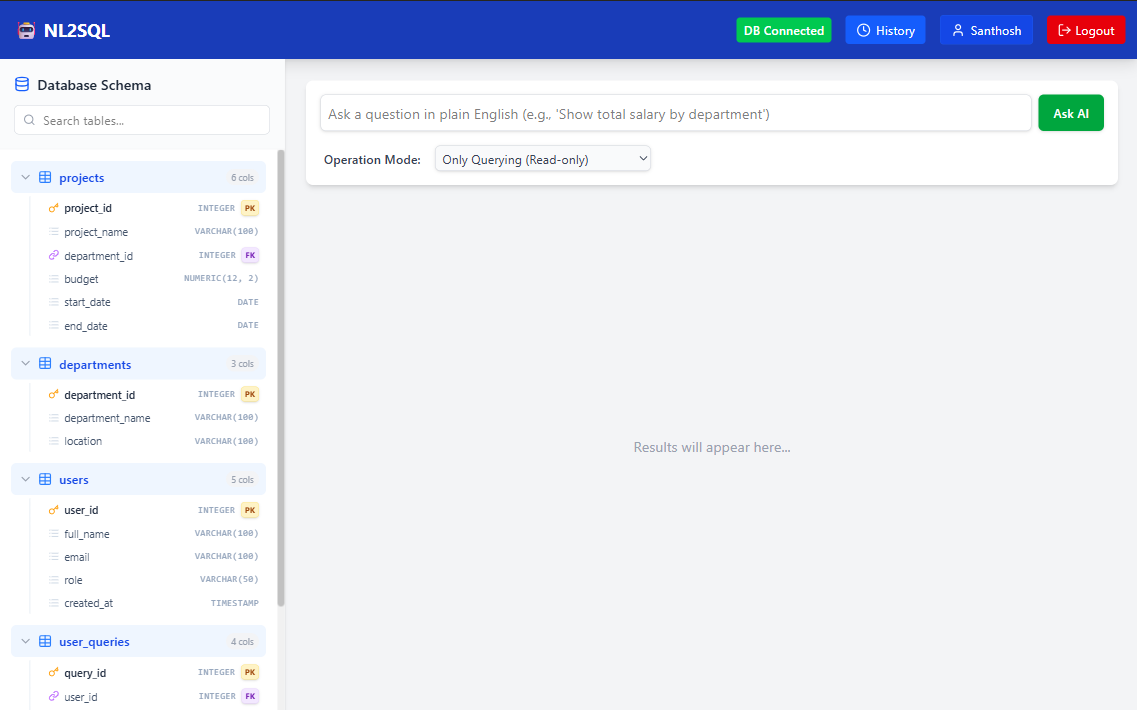 NL2SQL
DB Connected
History
Santhosh
Logout
Database Schema
Search tables...
projects 6 cols
project_id INTEGER PK
project_name VARCHAR(100)
department_id INTEGER FK
budget NUMERIC(12, 2)
start_date DATE
end_date DATE
departments 3 cols
department_id INTEGER PK
department_name VARCHAR(100)
location VARCHAR(100)
users 5 cols
user_id INTEGER PK
full_name VARCHAR(100)
email VARCHAR(100)
role VARCHAR(50)
created_at TIMESTAMP
user_queries 4 cols
query_id INTEGER PK
user_id INTEGER FK
Ask a question in plain English (e.g., 'Show total salary by department')
Ask AI
Operation Mode: Only Querying (Read-only)
Results will appear here...